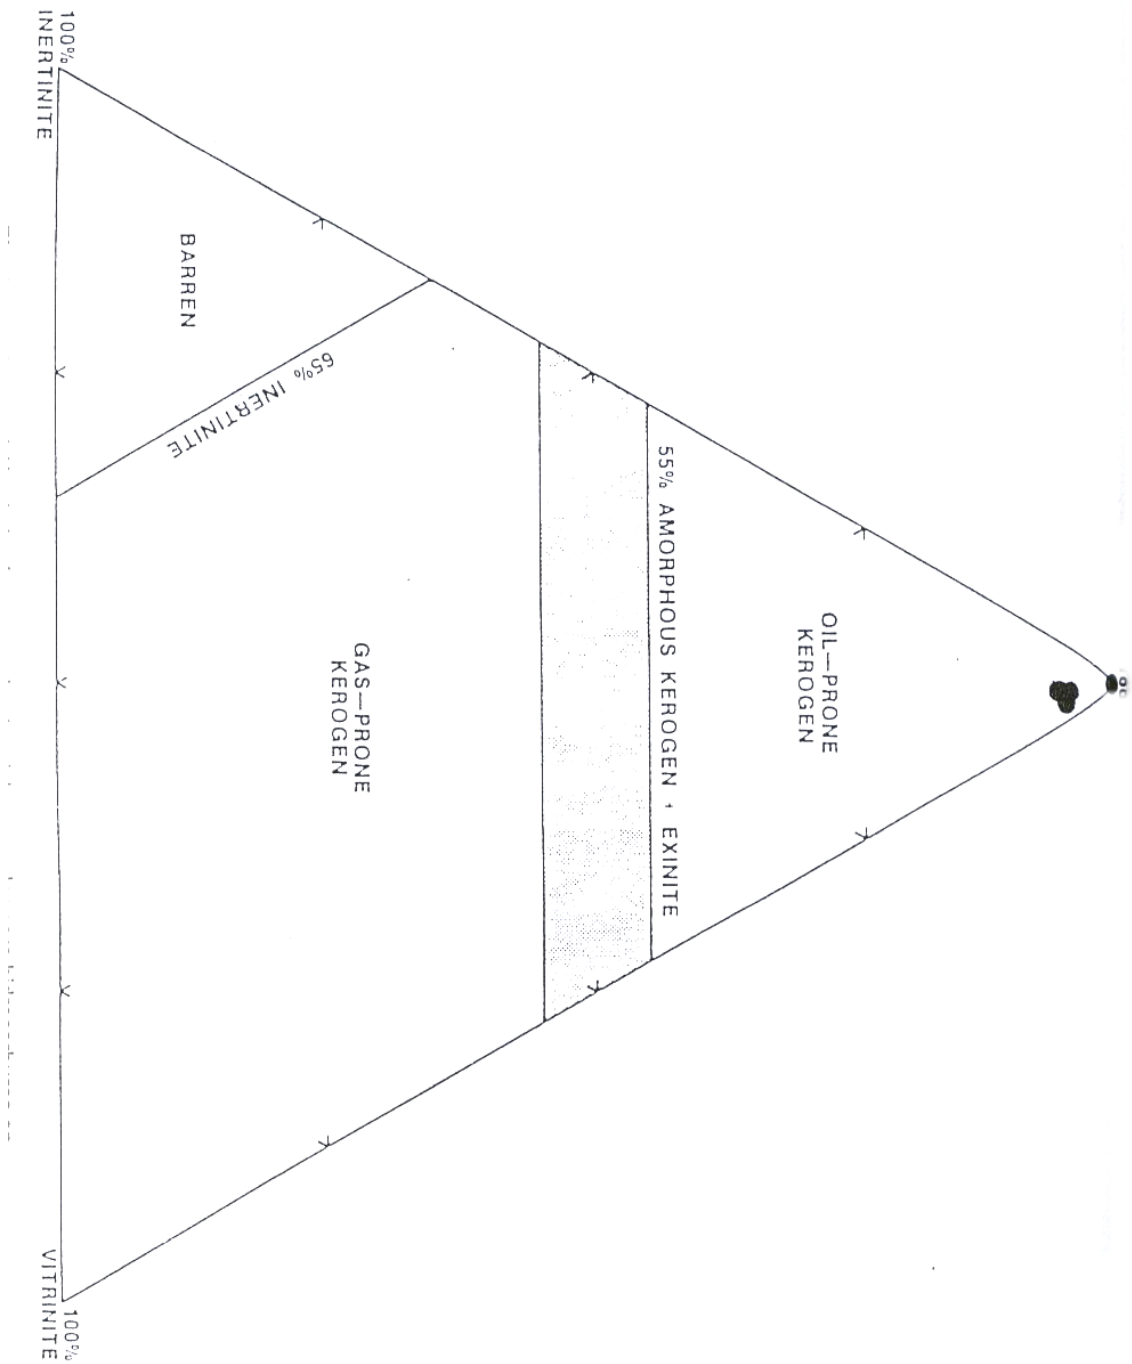 OIL—PRONE
KEROGEN
55% AMORPHOUS KEROGEN + EXINITE
GAS—PRONE
KEROGEN
65% INERTINITE
BARREN
100%
INERTINITE
100%
VITRINITE